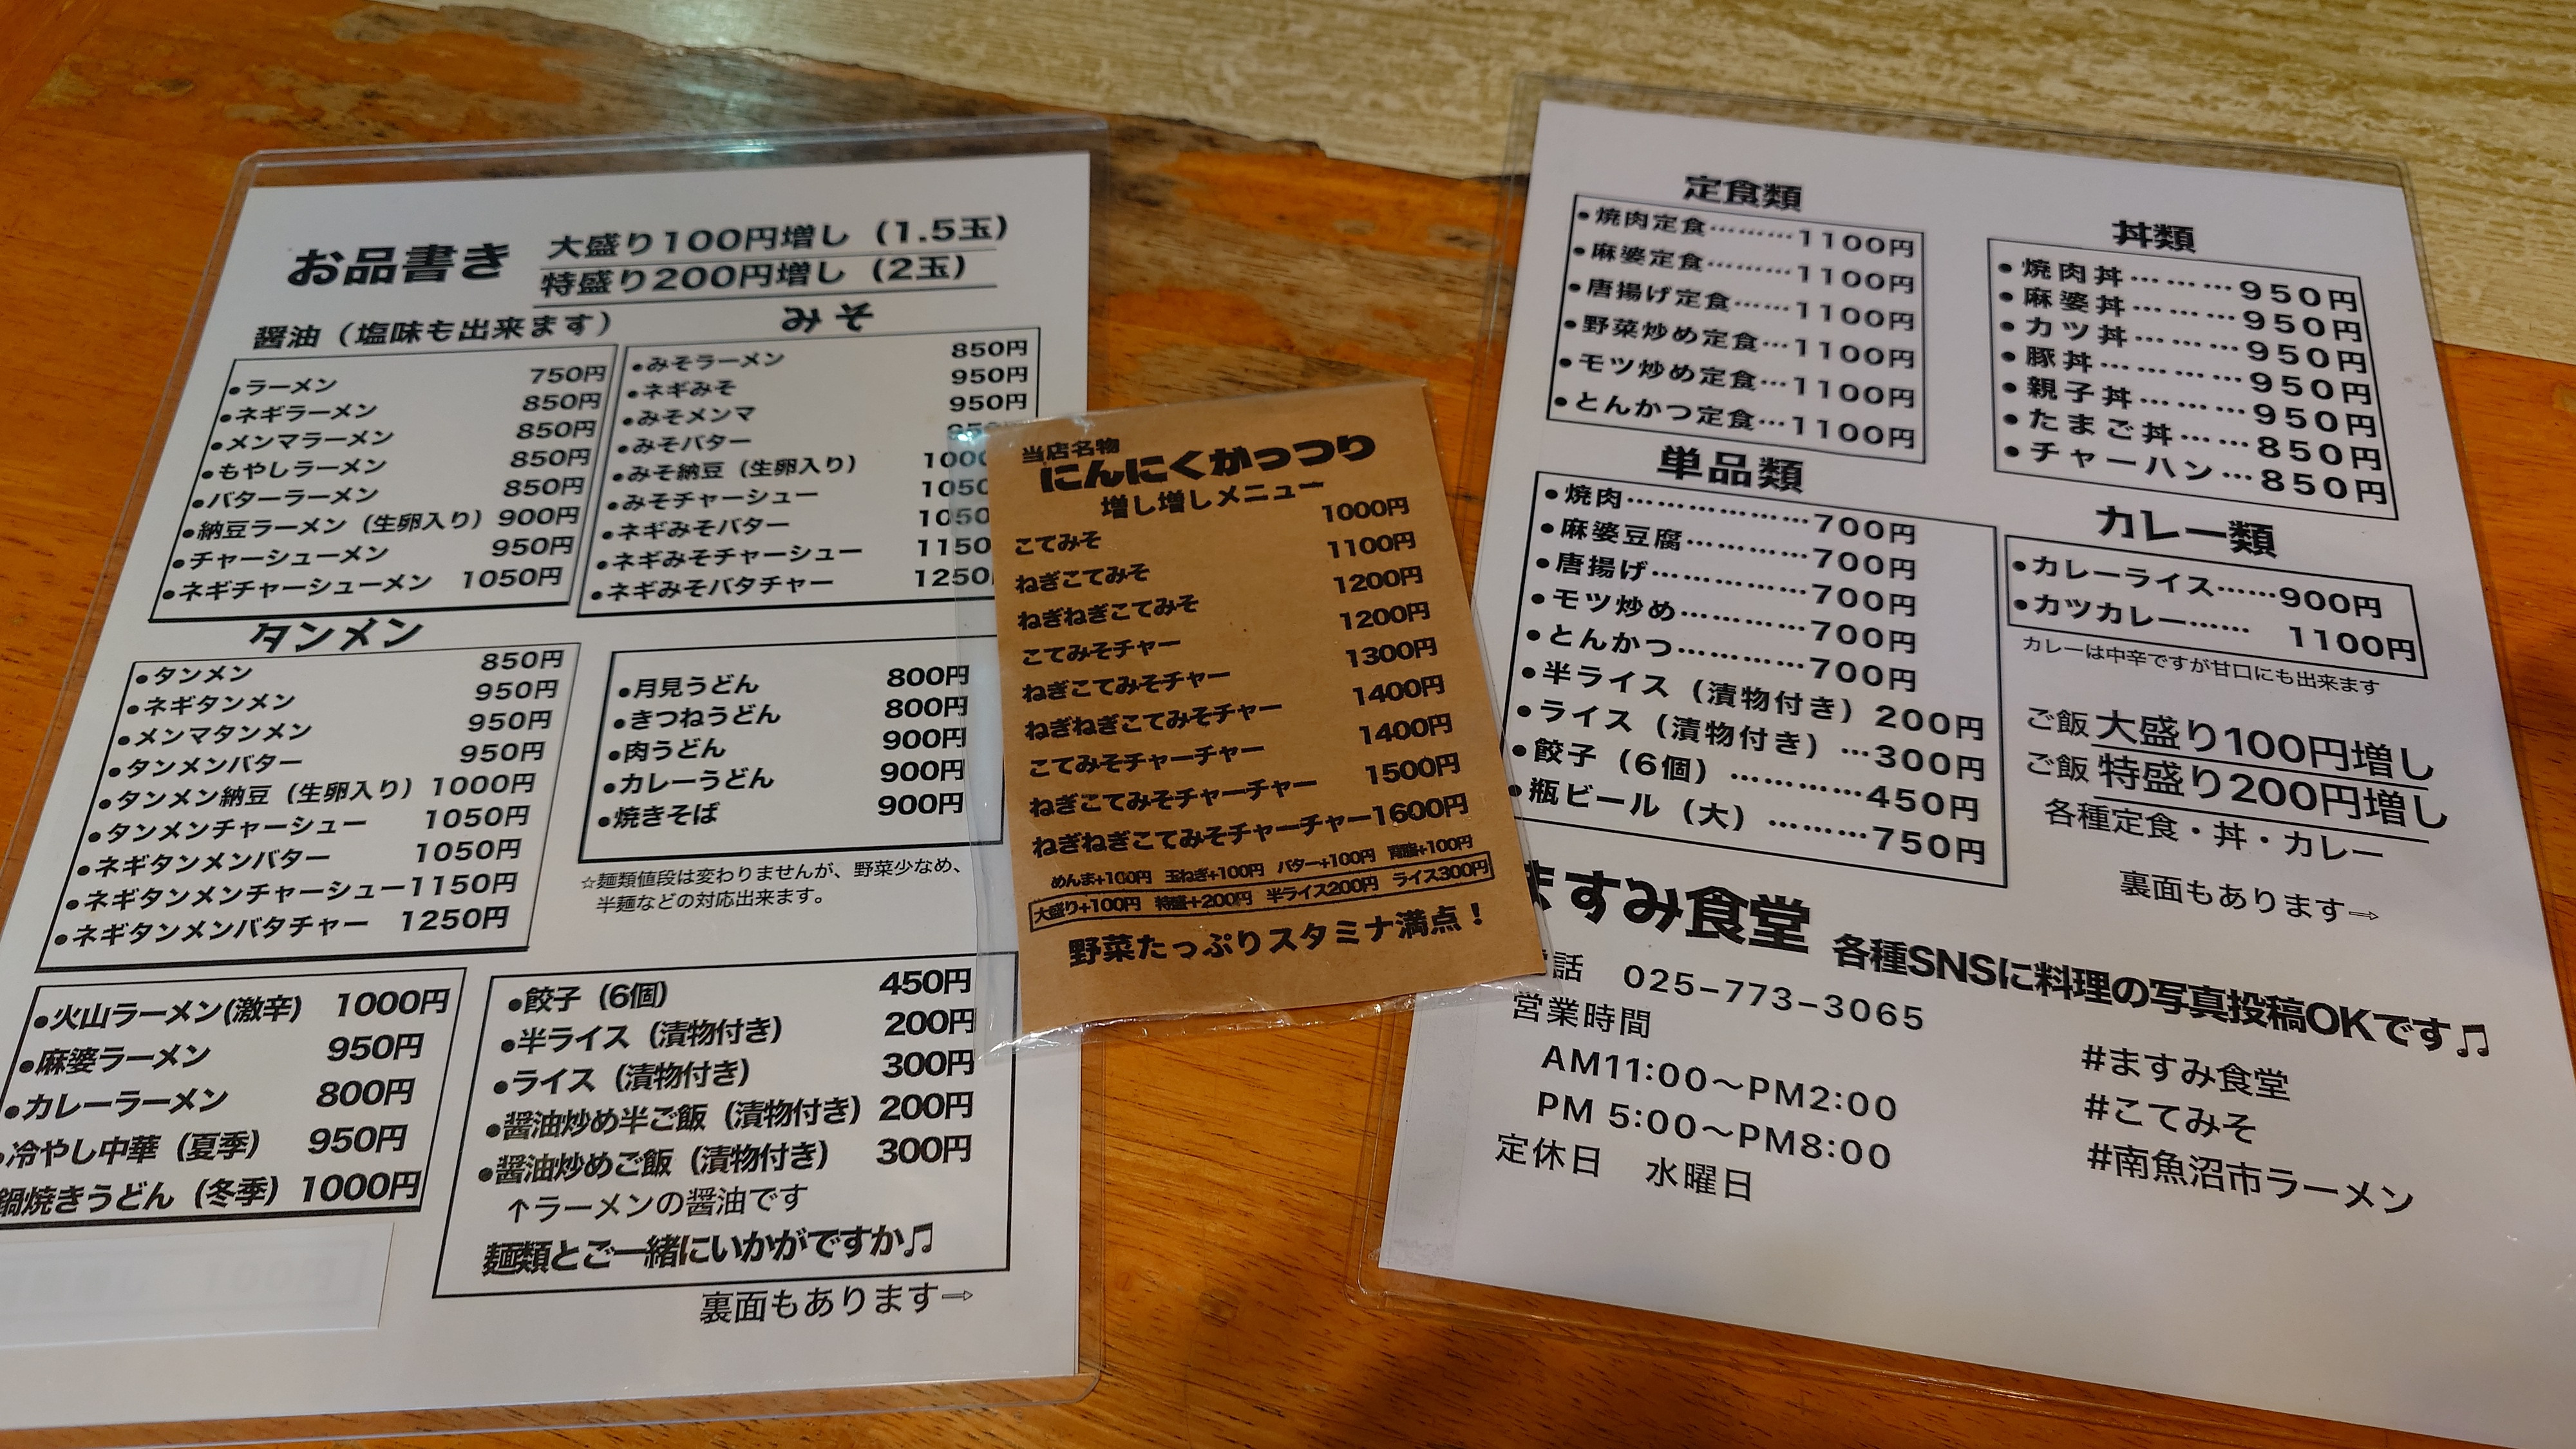 お品書き
大盛り100円増し（1.5玉）
特盛り200円増し（2玉）
醤油（塩味も出来ます）
●ラーメン 750円
●ネギラーメン 850円
●メンマラーメン 850円
●もやしラーメン 850円
●バターラーメン 850円
●納豆ラーメン（生卵入り）900円
●チャーシューメン 950円
●ネギチャーシューメン 1050円
みそ
●みそラーメン 850円
●ネギみそ 950円
●みそメンマ 950円
●みそバター
●みそ納豆（生卵入り） 1000
●みそチャーシュー 1050
●ネギみそバター 1050
●ネギみそチャーシュー 1150
●ネギみそバタチャー 1250
タンメン
●タンメン 850円
●ネギタンメン 950円
●メンマタンメン 950円
●タンメンバター 950円
●タンメン納豆（生卵入り）1000円
●タンメンチャーシュー 1050円
●ネギタンメンバター 1050円
●ネギタンメンチャーシュー1150円
●ネギタンメンバタチャー 1250円
●月見うどん 800円
●きつねうどん 800円
●肉うどん 900円
●カレーうどん 900円
●焼きそば 900円
☆麺類値段は変わりませんが、野菜少なめ、
半麺などの対応出来ます。
●火山ラーメン(激辛) 1000円
●麻婆ラーメン 950円
●カレーラーメン 800円
●冷やし中華（夏季） 950円
鍋焼きうどん（冬季）1000円
●餃子（6個） 450円
●半ライス（漬物付き） 200円
●ライス（漬物付き） 300円
●醤油炒め半ご飯（漬物付き） 200円
●醤油炒めご飯（漬物付き） 300円
↑ラーメンの醤油です
麺類とご一緒にいかがですか♫
裏面もあります⇨
当店名物
にんにくがっつり
増し増しメニュー
こてみそ 1000円
ねぎこてみそ 1100円
ねぎねぎこてみそ 1200円
こてみそチャー 1200円
ねぎこてみそチャー 1300円
ねぎねぎこてみそチャー 1400円
こてみそチャーチャー 1400円
ねぎこてみそチャーチャー 1500円
ねぎねぎこてみそチャーチャー1600円
めんま+100円 玉ねぎ+100円 バター+100円 背脂+100円
大盛り+100円 特盛+200円 半ライス200円 ライス300円
野菜たっぷりスタミナ満点！
定食類
●焼肉定食………1100円
●麻婆定食………1100円
●唐揚げ定食……1100円
●野菜炒め定食…1100円
●モツ炒め定食…1100円
●とんかつ定食…1100円
丼類
●焼肉丼………950円
●麻婆丼………950円
●カツ丼………950円
●豚丼…………950円
●親子丼………950円
●たまご丼……850円
●チャーハン…850円
単品類
●焼肉………………700円
●麻婆豆腐…………700円
●唐揚げ……………700円
●モツ炒め…………700円
●とんかつ…………700円
●半ライス（漬物付き）200円
●ライス（漬物付き）…300円
●餃子（6個）…………450円
●瓶ビール（大）………750円
カレー類
●カレーライス……900円
●カツカレー…… 1100円
カレーは中辛ですが甘口にも出来ます
ご飯 大盛り100円増し
ご飯 特盛り200円増し
各種定食・丼・カレー
裏面もあります⇨
ますみ食堂 各種SNSに料理の写真投稿OKです♫
話 025−773−3065
営業時間
AM11:00〜PM2:00
PM 5:00〜PM8:00
定休日 水曜日
#ますみ食堂
#こてみそ
#南魚沼市ラーメン